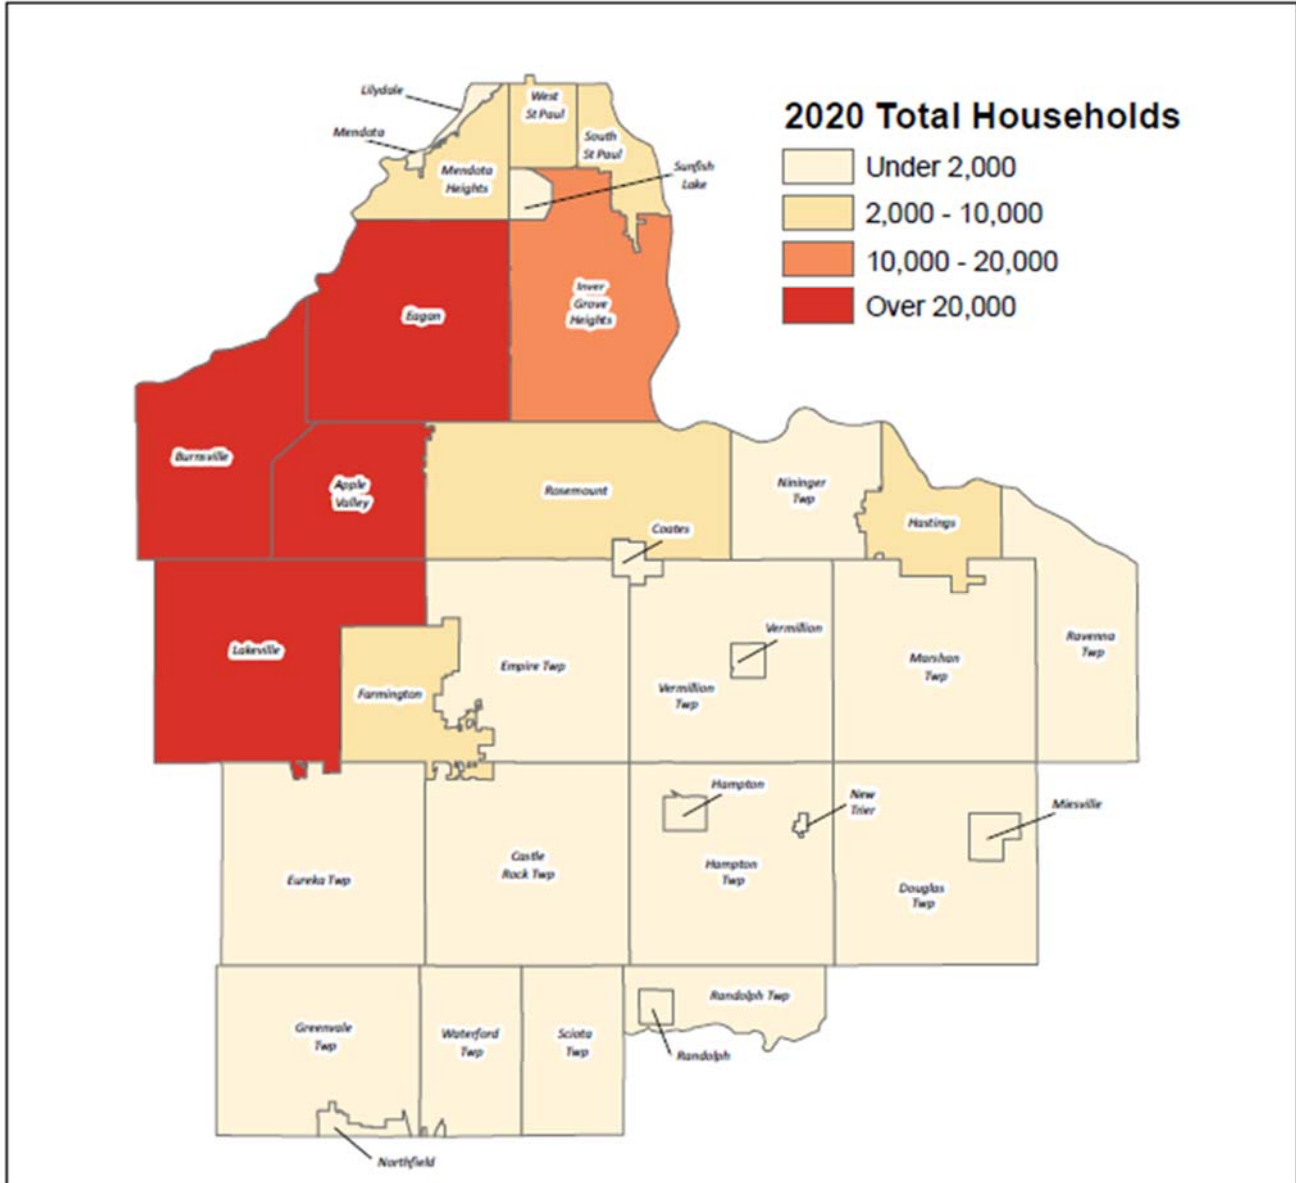 2020 Total Households
Under 2,000
2,000 - 10,000
10,000 - 20,000
Over 20,000
Lilydale
Mendota
West
St Paul
South
St Paul
Mendota
Heights
Sunfish
Lake
Eagan
Inver
Grove
Heights
Burnsville
Apple
Valley
Rosemount
Coates
Nininger
Twp
Hastings
Lakeville
Farmington
Empire Twp
Vermillion
Vermillion
Twp
Marshan
Twp
Ravenna
Twp
Eureka Twp
Castle
Rock Twp
Hampton
New
Trier
Hampton
Twp
Miesville
Douglas
Twp
Greenvale
Twp
Waterford
Twp
Sciota
Twp
Randolph Twp
Randolph
Northfield